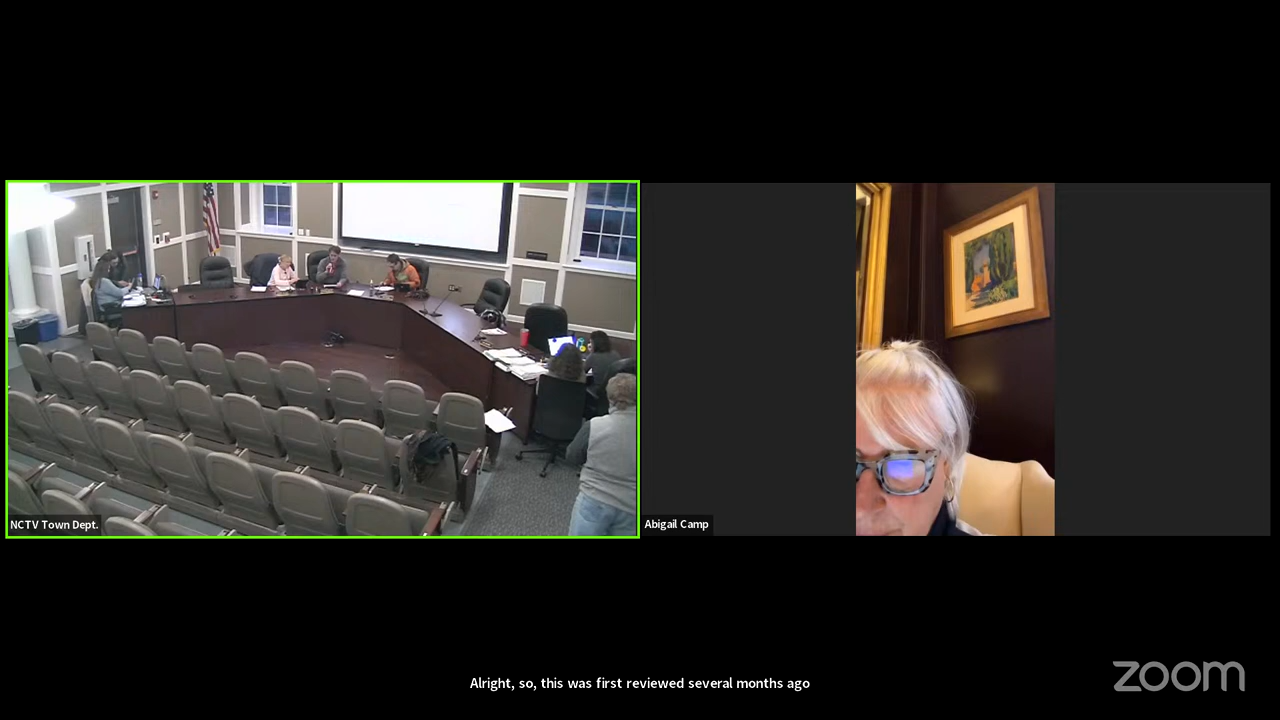 NCTV Town Dept.
Abigail Camp
Alright, so, this was first reviewed several months ago
zoom